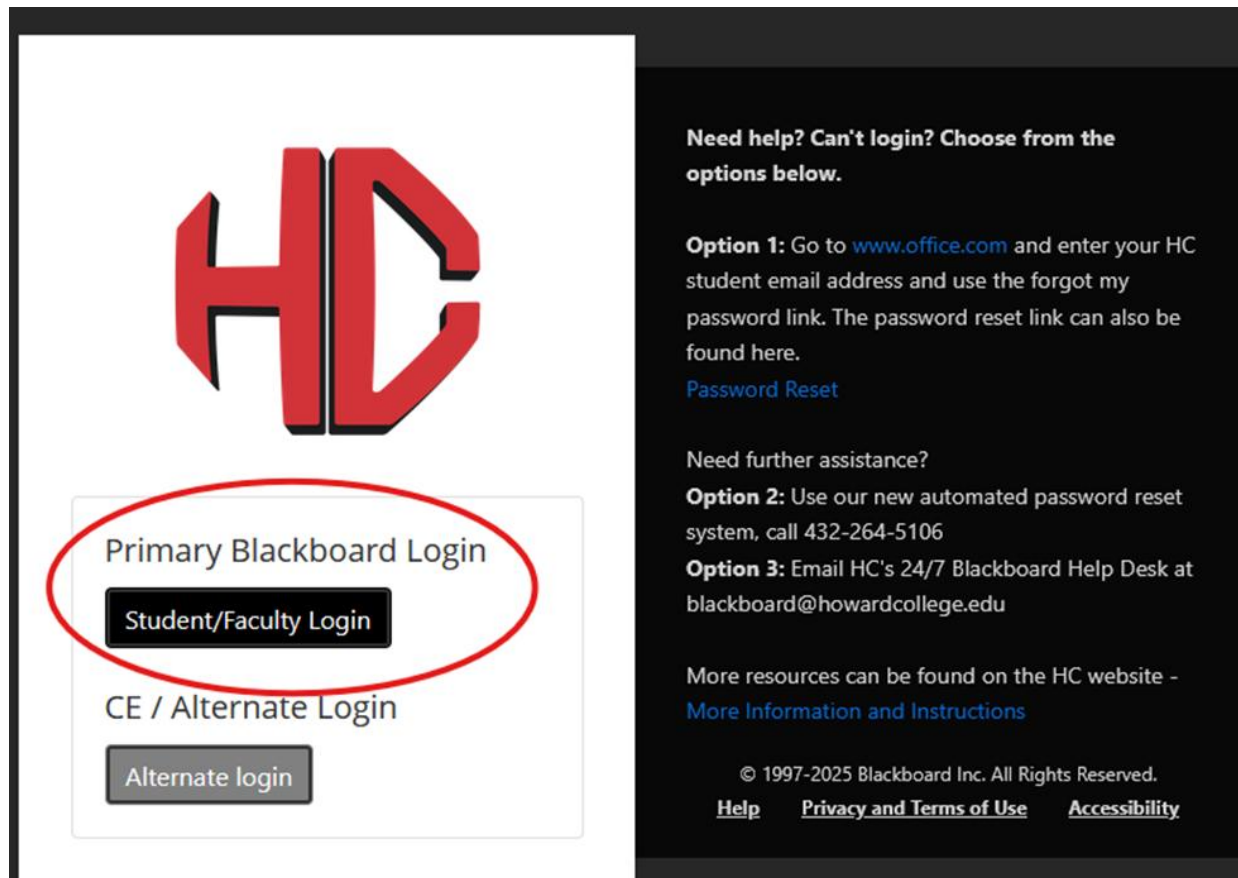 HC
Primary Blackboard Login
Student/Faculty Login
CE / Alternate Login
Alternate login
Need help? Can't login? Choose from the
options below.
Option 1: Go to www.office.com and enter your HC
student email address and use the forgot my
password link. The password reset link can also be
found here.
Password Reset
Need further assistance?
Option 2: Use our new automated password reset
system, call 432-264-5106
Option 3: Email HC's 24/7 Blackboard Help Desk at
blackboard@howardcollege.edu
More resources can be found on the HC website -
More Information and Instructions
© 1997-2025 Blackboard Inc. All Rights Reserved.
Help Privacy and Terms of Use Accessibility